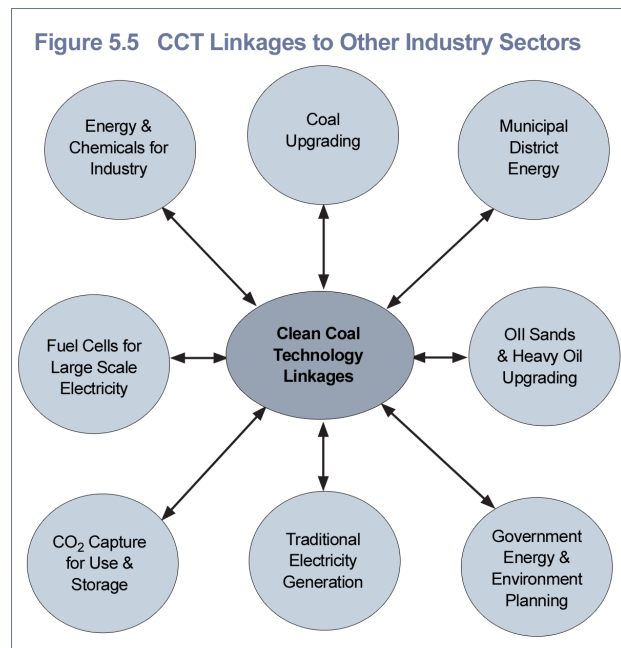 Figure 5.5 CCT Linkages to Other Industry Sectors
Energy &
Chemicals for
Industry
Coal
Upgrading
Municipal
District
Energy
Fuel Cells for
Large Scale
Electricity
Clean Coal
Technology
Linkages
OIl Sands
& Heavy Oil
Upgrading
CO₂ Capture
for Use &
Storage
Traditional
Electricity
Generation
Government
Energy &
Environment
Planning